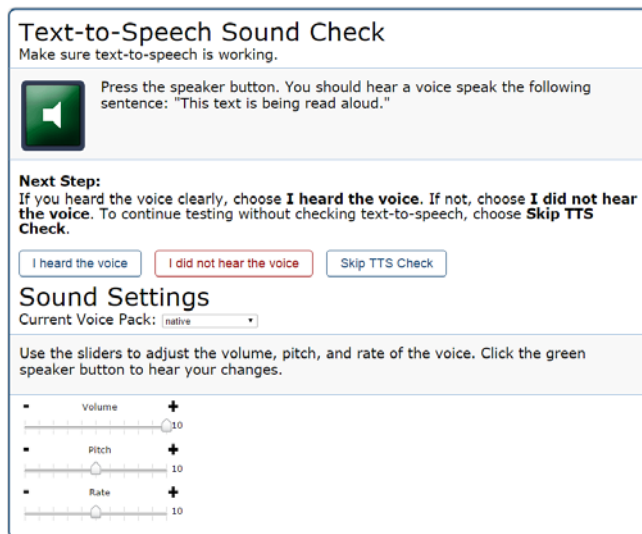 Text-to-Speech Sound Check
Make sure text-to-speech is working.
Press the speaker button. You should hear a voice speak the following
sentence: "This text is being read aloud."
Next Step:
If you heard the voice clearly, choose I heard the voice. If not, choose I did not hear
the voice. To continue testing without checking text-to-speech, choose Skip TTS
Check.
I heard the voice I did not hear the voice Skip TTS Check
Sound Settings
Current Voice Pack: native
Use the sliders to adjust the volume, pitch, and rate of the voice. Click the green
speaker button to hear your changes.
- Volume +
10
- Pitch +
10
- Rate +
10